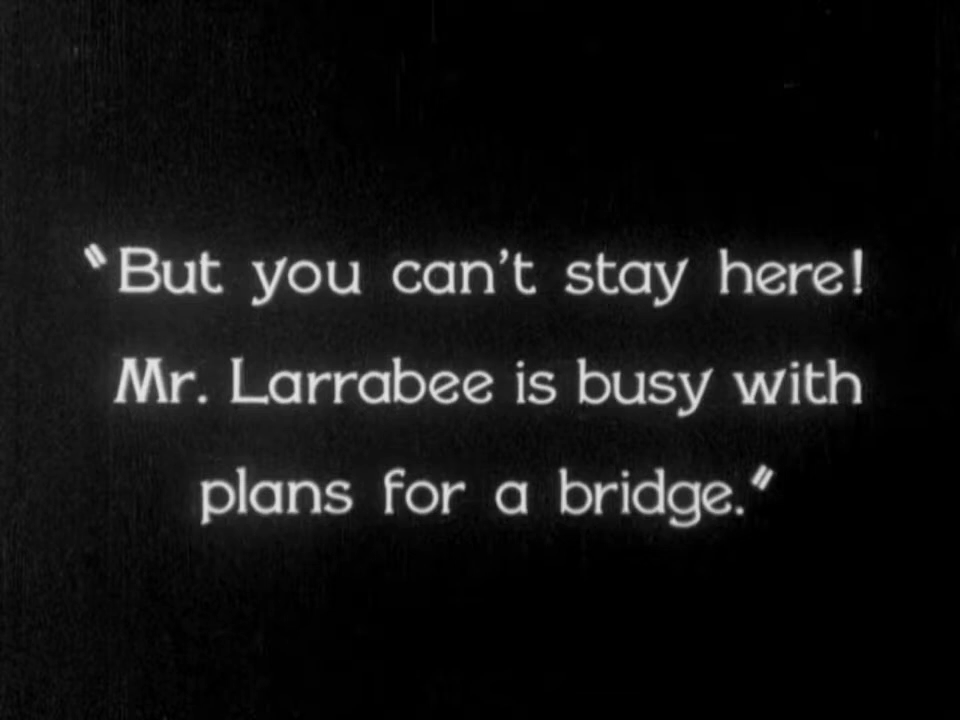 "But you can't stay here!
Mr. Larrabee is busy with
plans for a bridge."